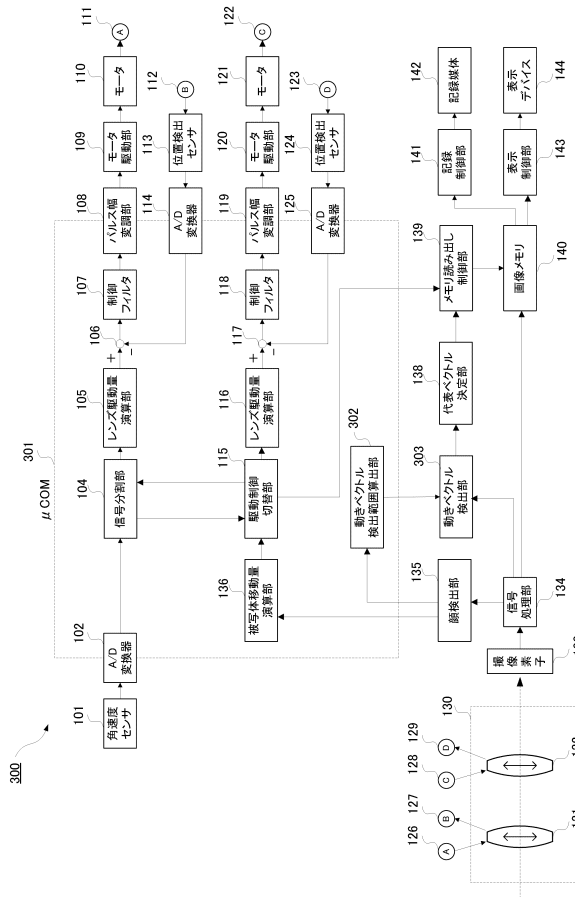 300
301
μCOM
101
角速度
センサ
102
A/D
変換器
104
信号分割部
105
レンズ駆動量
演算部
106
+
−
107
制御
フィルタ
108
パルス幅
変調部
109
モータ
駆動部
110
モータ
111
A
112
B
113
位置検出
センサ
114
A/D
変換器
136
被写体移動量
演算部
115
駆動制御
切替部
116
レンズ駆動量
演算部
117
+
−
118
制御
フィルタ
119
パルス幅
変調部
120
モータ
駆動部
121
モータ
122
C
123
D
124
位置検出
センサ
125
A/D
変換器
302
動きベクトル
検出範囲算出部
135
顔検出部
303
動きベクトル
検出部
138
代表ベクトル
決定部
139
メモリ読み出し
制御部
141
記録
制御部
142
記録媒体
126
A
127
B
128
C
129
D
130
撮像素子
134
信号
処理部
140
画像メモリ
143
表示
制御部
144
表示
デバイス